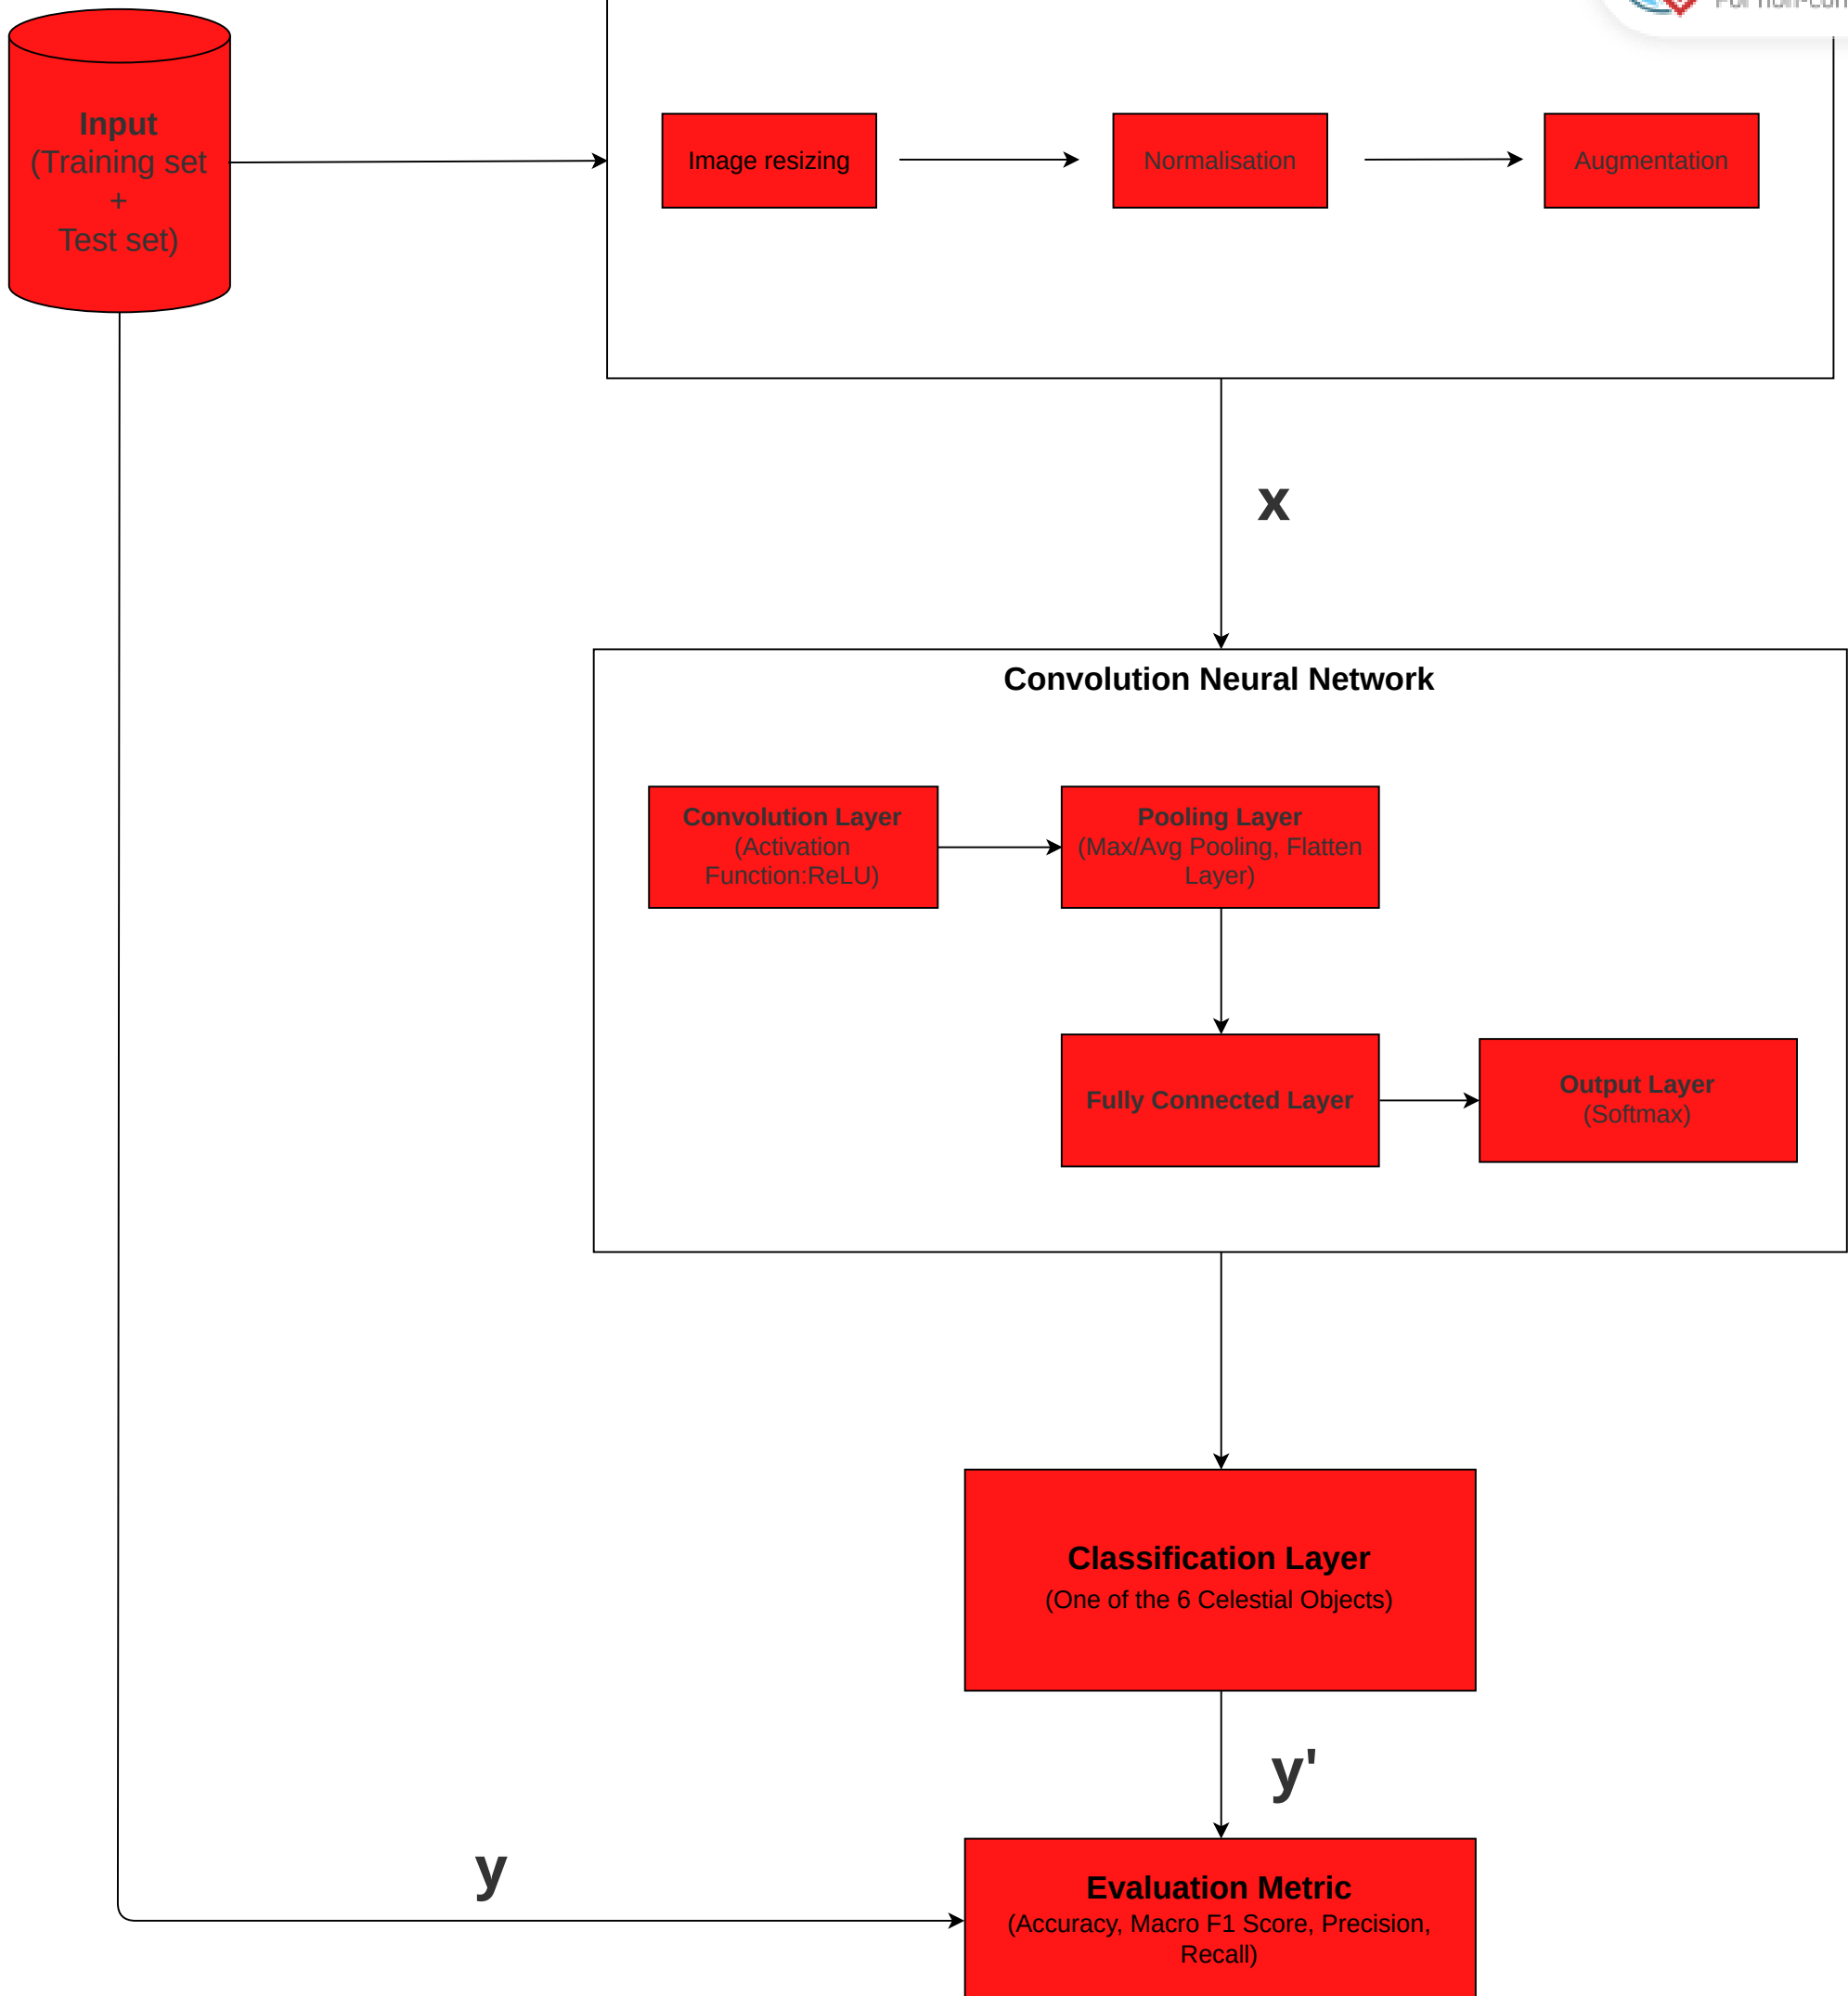 Input
(Training set
+
Test set)
Image resizing
Normalisation
Augmentation
x
Convolution Neural Network
Convolution Layer
(Activation
Function:ReLU)
Pooling Layer
(Max/Avg Pooling, Flatten
Layer)
Fully Connected Layer
Output Layer
(Softmax)
Classification Layer
(One of the 6 Celestial Objects)
y'
y
Evaluation Metric
(Accuracy, Macro F1 Score, Precision,
Recall)